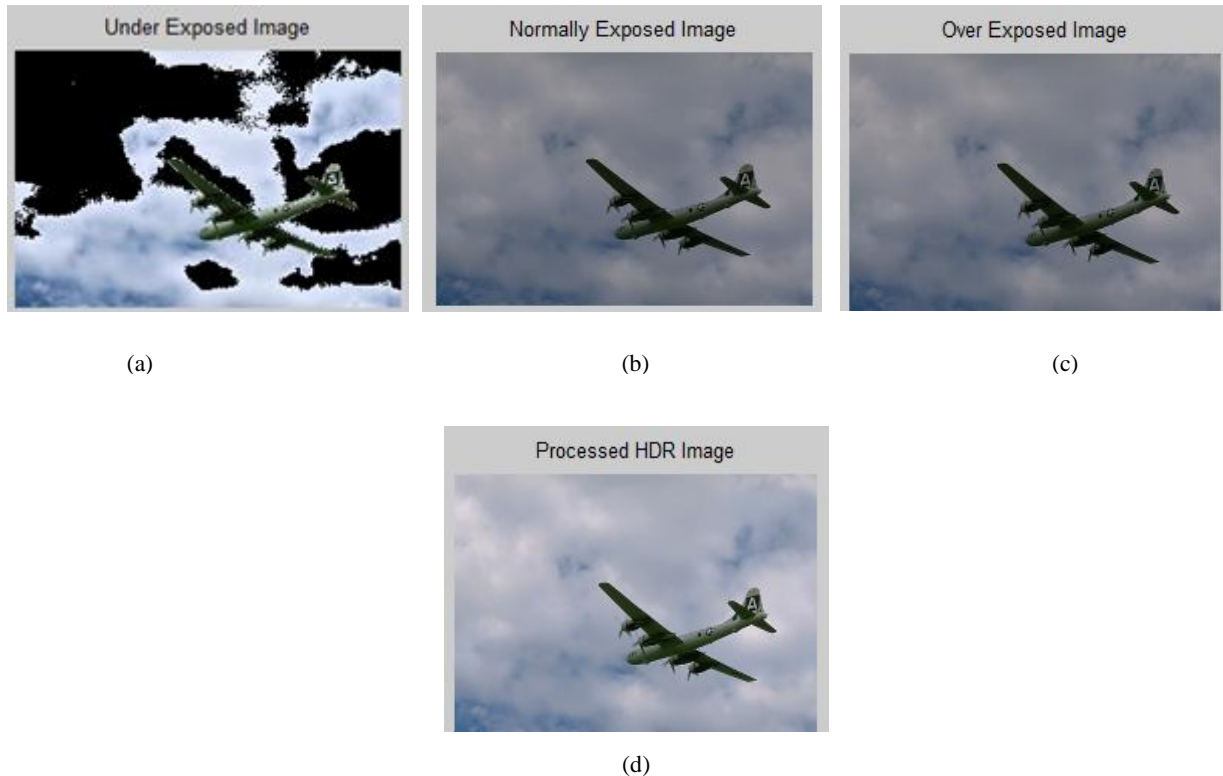 Under Exposed Image
Normally Exposed Image
Over Exposed Image
A
A
(a)
(b)
(c)
Processed HDR Image
A
(d)